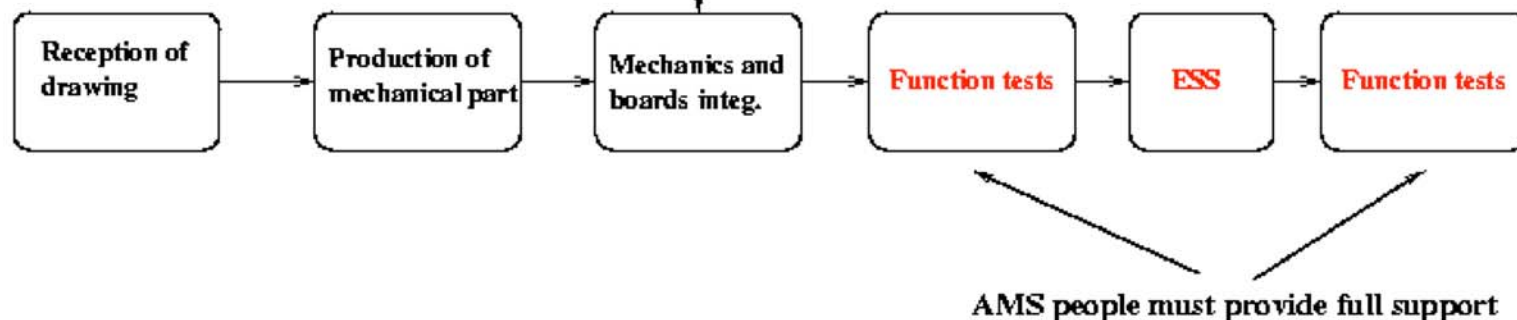 Reception of
drawing
Production of
mechanical part
Mechanics and
boards integ.
Function tests
ESS
Function tests
AMS people must provide full support